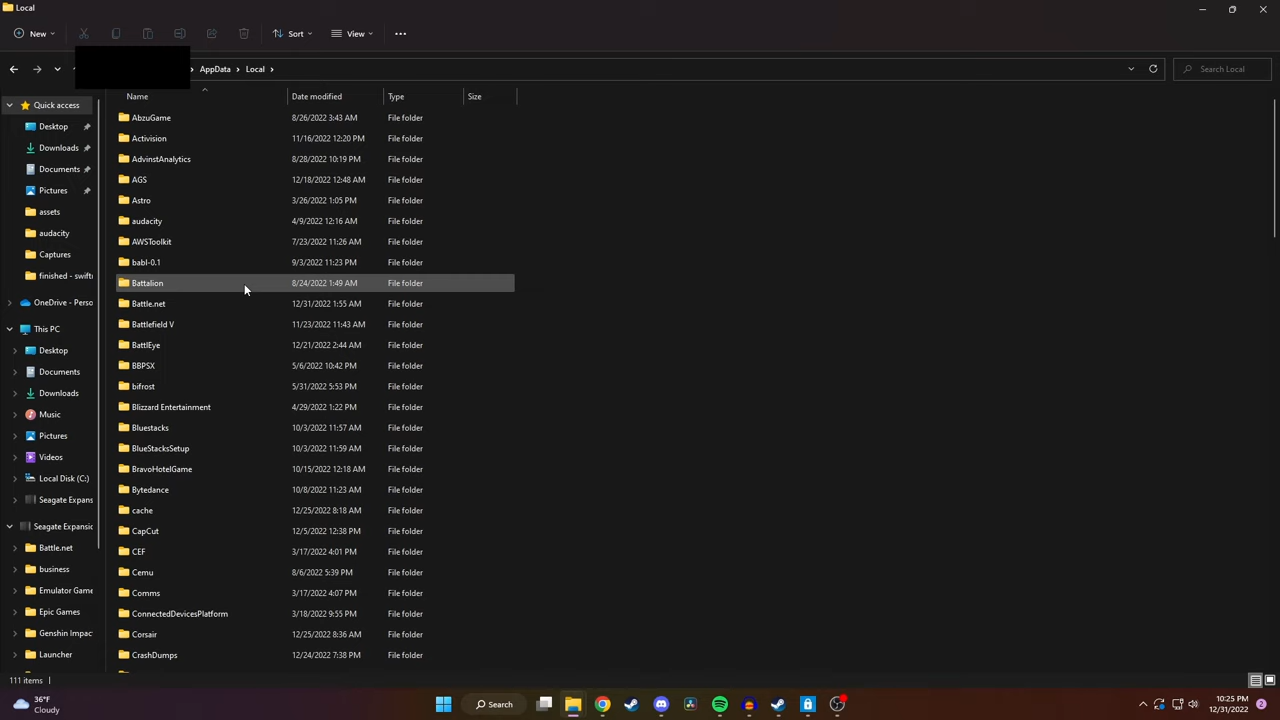 Local
New
Sort
View
AppData
Local
Search Local
Name
Date modified
Type
Size
Quick access
Desktop
Downloads
Documents
Pictures
assets
audacity
Captures
finished - swiftr
OneDrive - Perso
This PC
Desktop
Documents
Downloads
Music
Pictures
Videos
Local Disk (C:)
Seagate Expans
Seagate Expansic
Battle.net
business
Emulator Game
Epic Games
Genshin Impac
Launcher
AbzuGame 8/26/2022 3:43 AM File folder
Activision 11/16/2022 12:20 PM File folder
AdvinstAnalytics 8/28/2022 10:19 PM File folder
AGS 12/18/2022 12:48 AM File folder
Astro 3/26/2022 1:05 PM File folder
audacity 4/9/2022 12:16 AM File folder
AWSToolkit 7/23/2022 11:26 AM File folder
babl-0.1 9/3/2022 11:23 PM File folder
Battalion 8/24/2022 1:49 AM File folder
Battle.net 12/31/2022 1:55 AM File folder
Battlefield V 11/23/2022 11:43 AM File folder
BattlEye 12/21/2022 2:44 AM File folder
BBPSX 5/6/2022 10:42 PM File folder
bifrost 5/31/2022 5:53 PM File folder
Blizzard Entertainment 4/29/2022 1:22 PM File folder
Bluestacks 10/3/2022 11:57 AM File folder
BlueStacksSetup 10/3/2022 11:59 AM File folder
BravoHotelGame 10/15/2022 12:18 AM File folder
Bytedance 10/8/2022 11:23 AM File folder
cache 12/25/2022 8:18 AM File folder
CapCut 12/5/2022 12:38 PM File folder
CEF 3/17/2022 4:01 PM File folder
Cemu 8/6/2022 5:39 PM File folder
Comms 3/17/2022 4:07 PM File folder
ConnectedDevicesPlatform 3/18/2022 9:55 PM File folder
Corsair 12/25/2022 8:36 AM File folder
CrashDumps 12/24/2022 7:38 PM File folder
111 items
36°F
Cloudy
Search
10:25 PM
12/31/2022
2